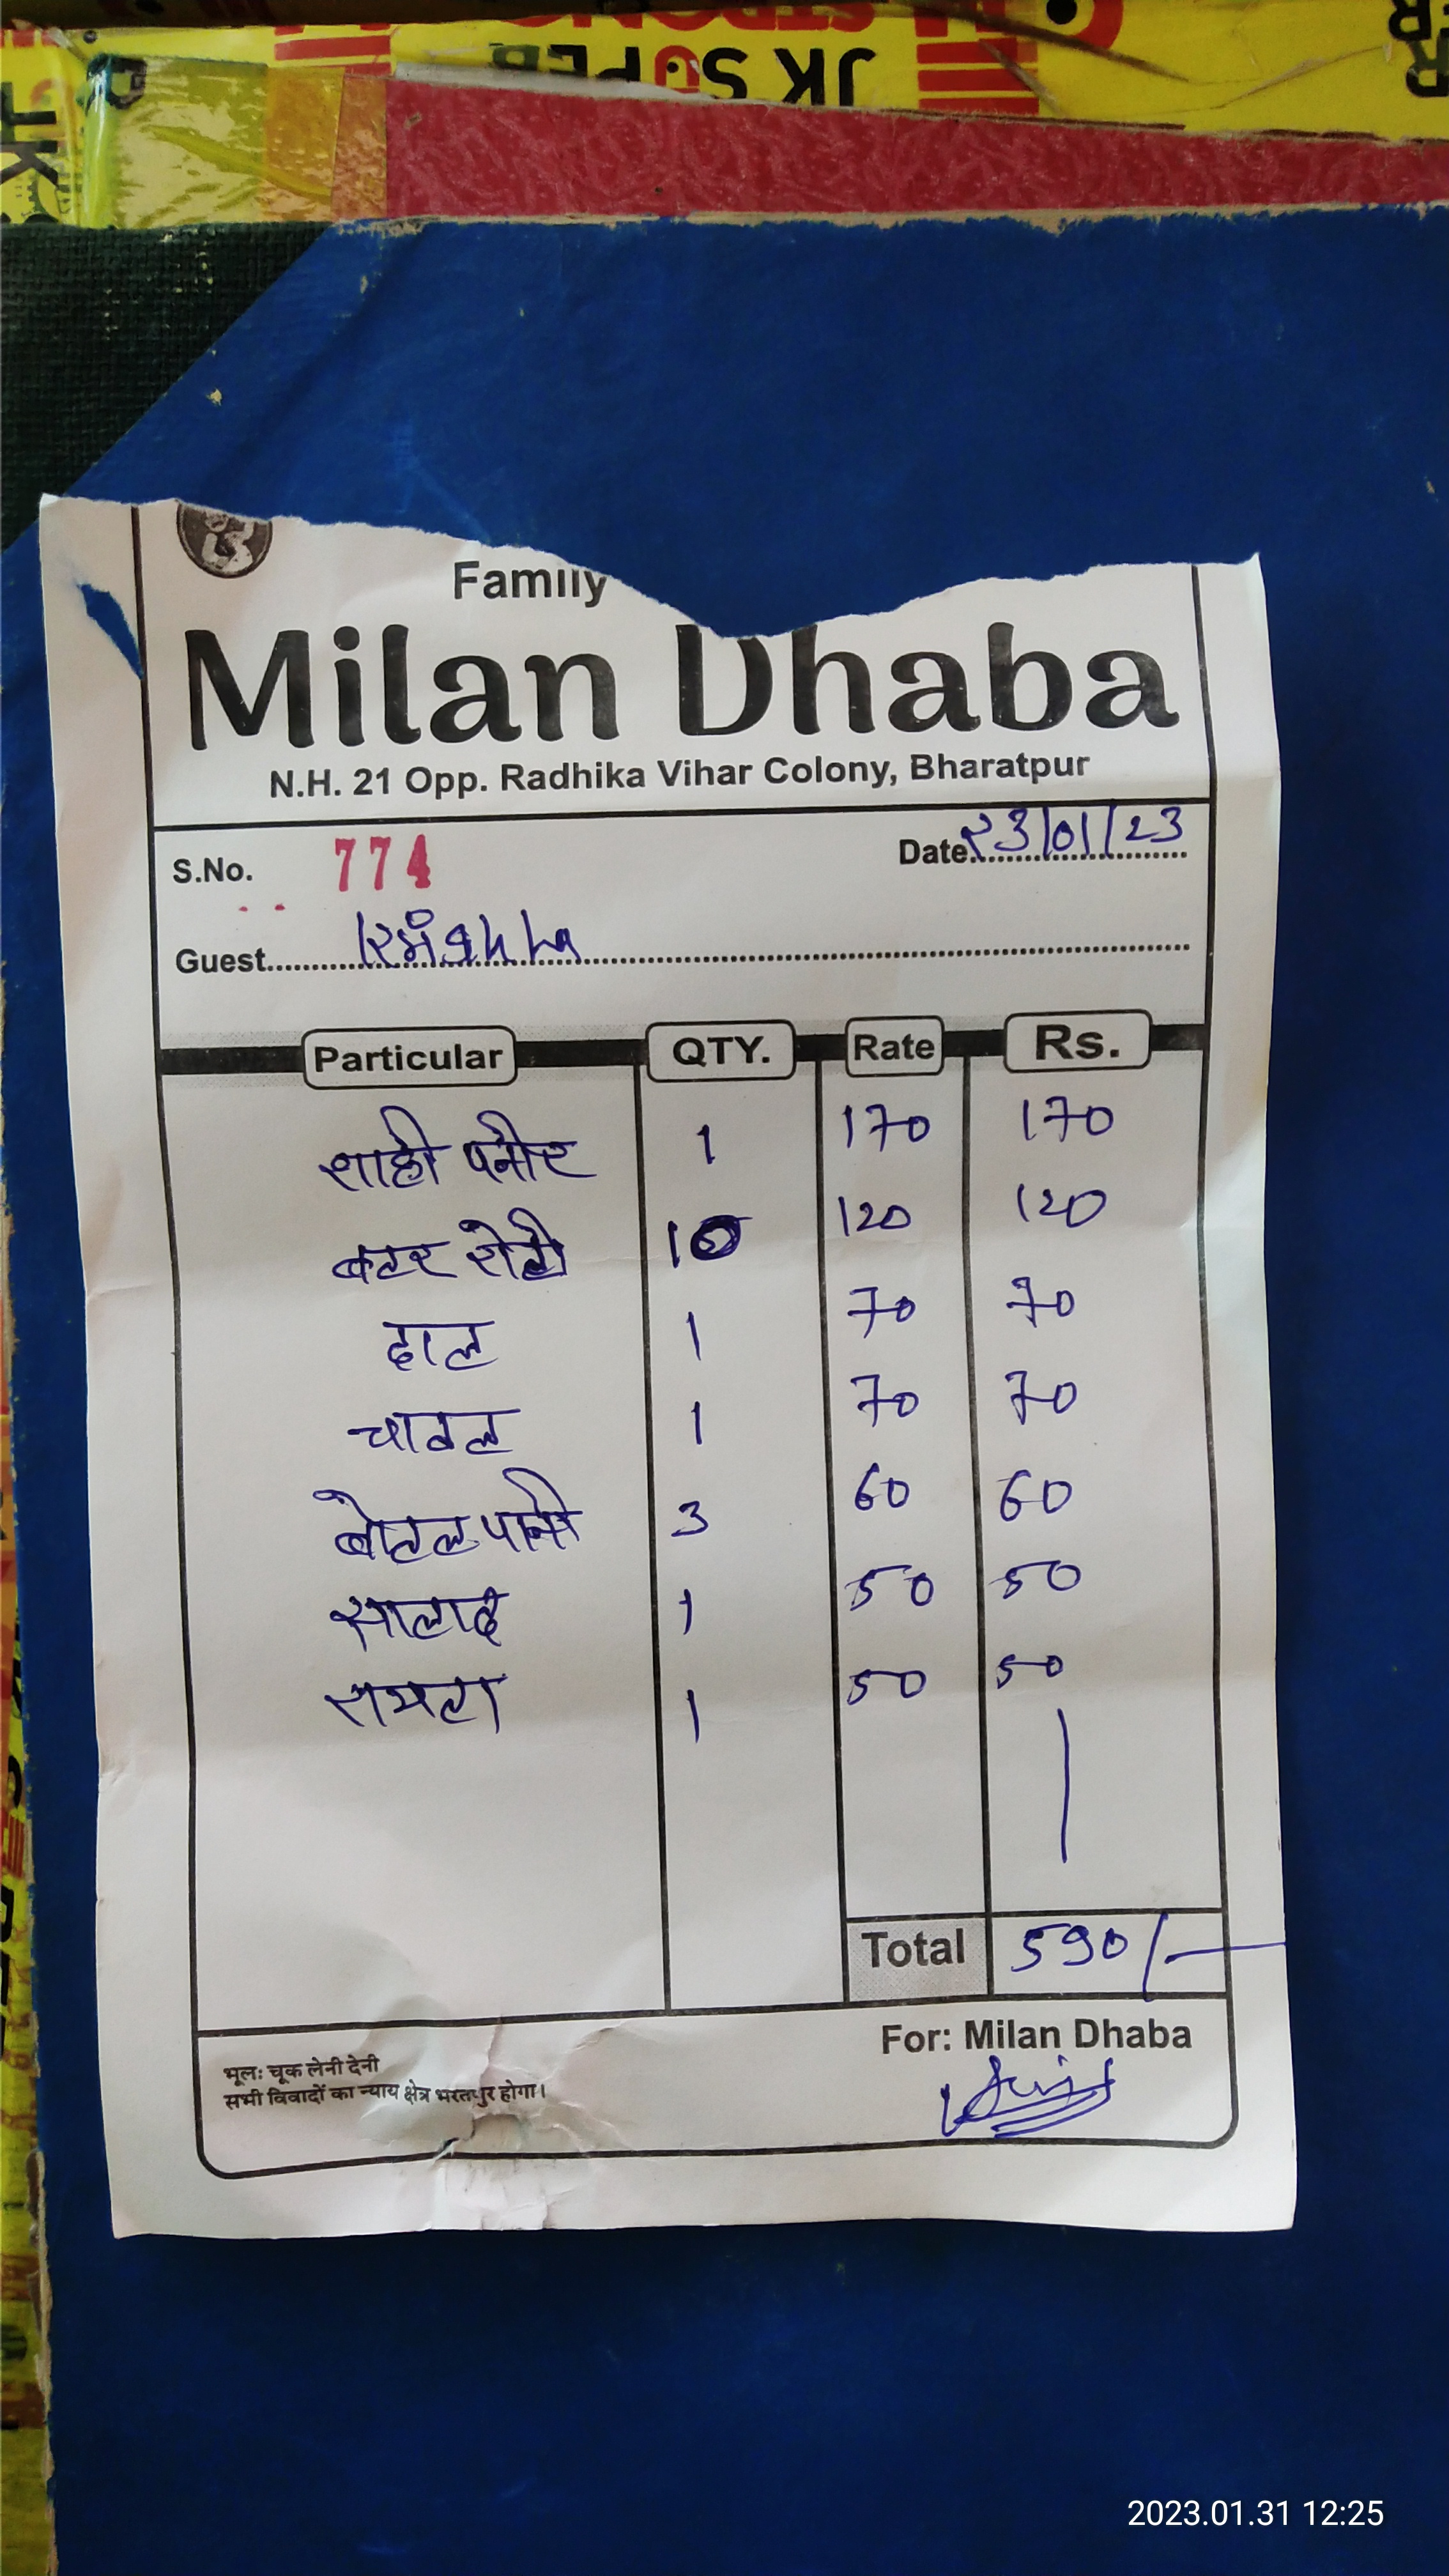 JK SUPER
STRONG
Family
Milan Dhaba
N.H. 21 Opp. Radhika Vihar Colony, Bharatpur
S.No. 774 Date २3/01/23
Guest
Particular QTY. Rate Rs.
शाही पनीर 1 170 170
बटर रोटी 10 120 120
दाल 1 70 70
चावल 1 70 70
बोतल पानी 3 60 60
सालाद 1 50 50
रायता 1 50 50
Total 590/-
For: Milan Dhaba
भूलः चूक लेनी देनी
सभी विवादों का न्याय क्षेत्र भरतपुर होगा।
2023.01.31 12:25